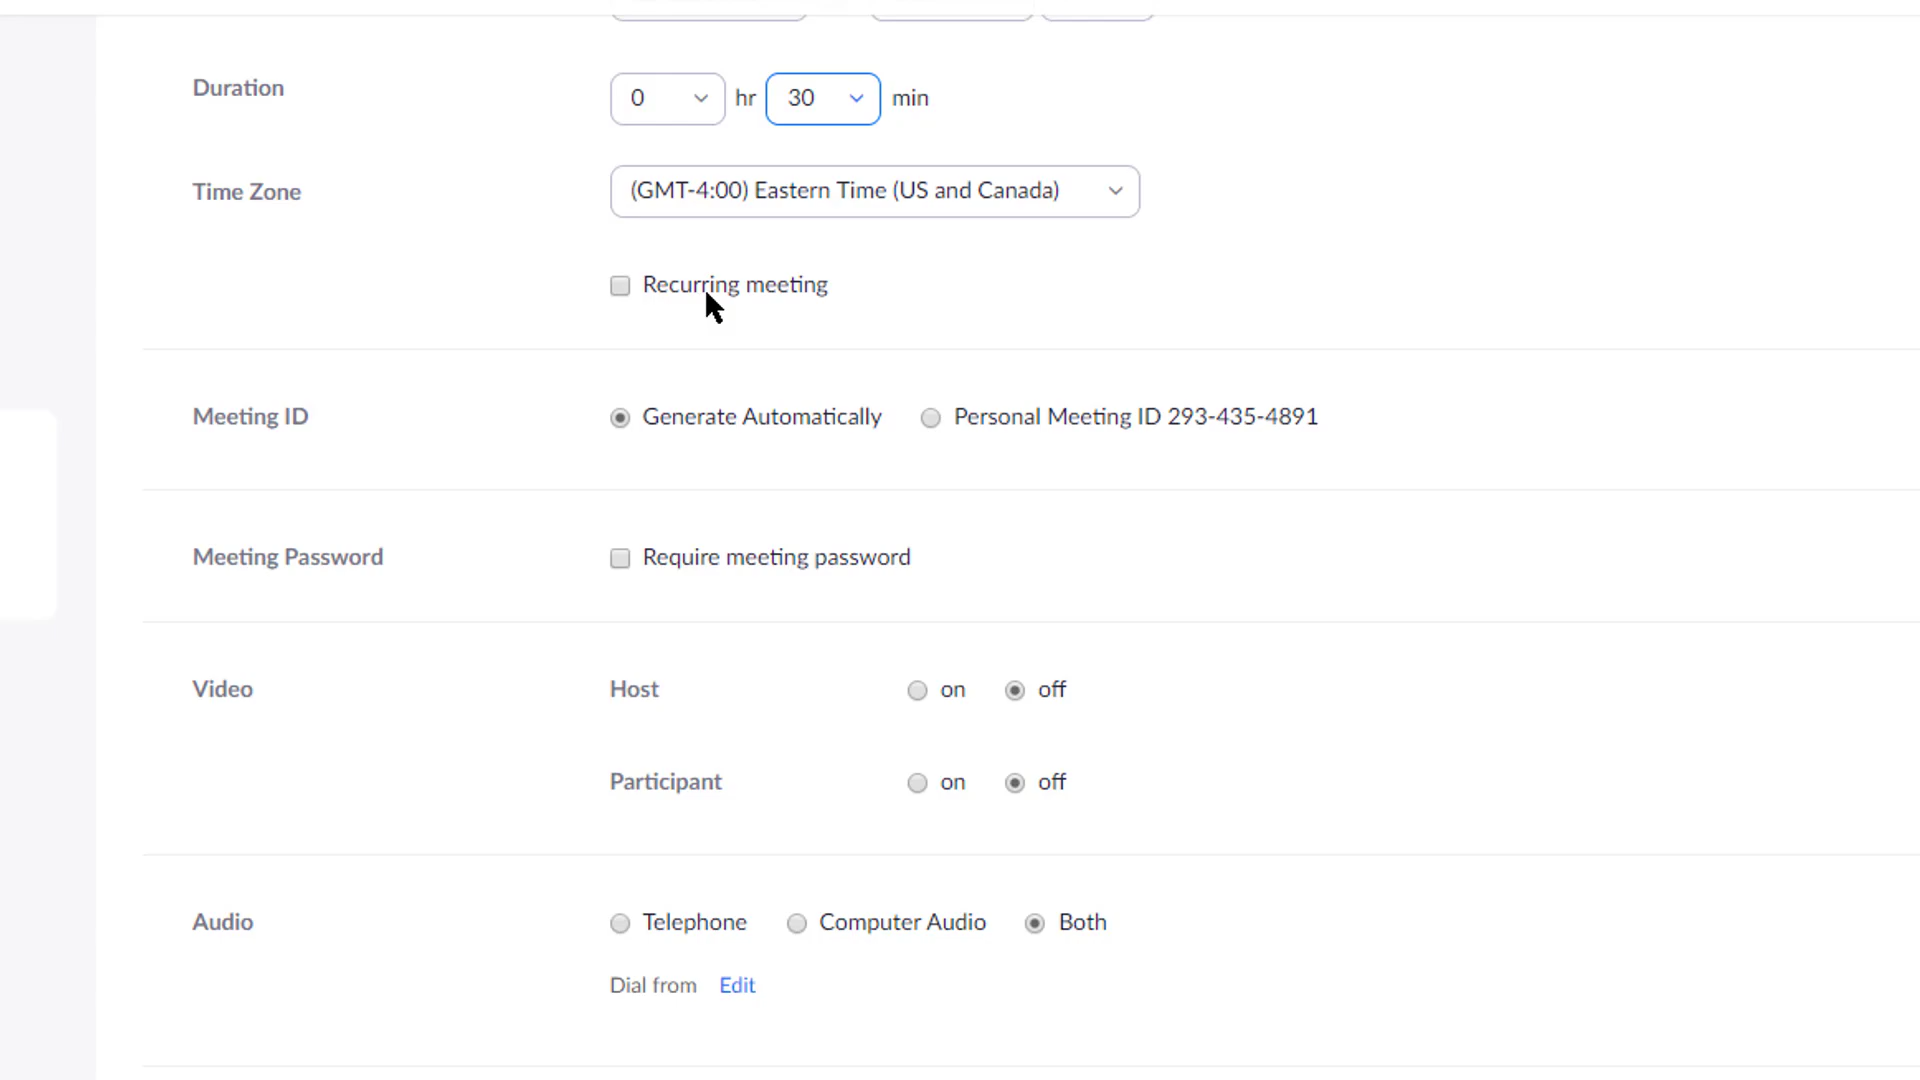 Duration 0 hr 30 min
Time Zone (GMT-4:00) Eastern Time (US and Canada)
Recurring meeting
Meeting ID Generate Automatically Personal Meeting ID 293-435-4891
Meeting Password Require meeting password
Video Host on off
Participant on off
Audio Telephone Computer Audio Both
Dial from Edit